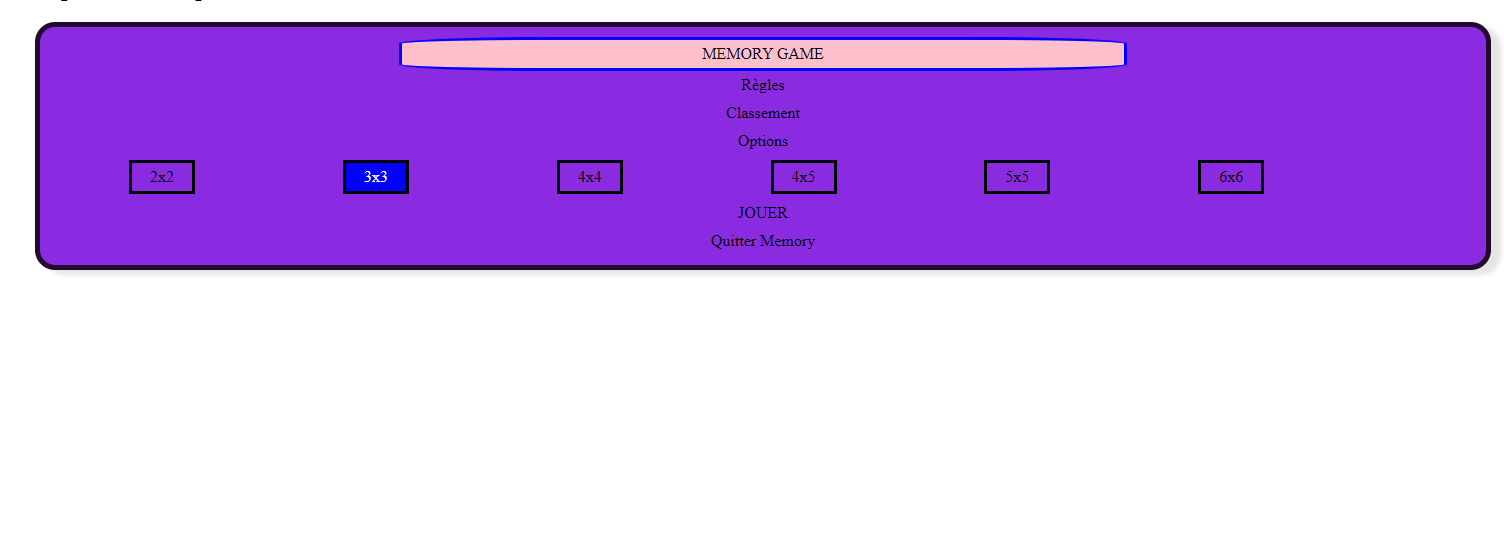 MEMORY GAME
Règles
Classement
Options
2x2 3x3 4x4 4x5 5x5 6x6
JOUER
Quitter Memory